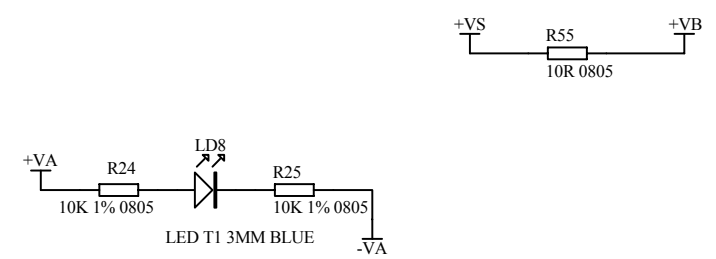 +VS
R55
+VB
10R 0805
LD8
+VA
R24
R25
10K 1% 0805
10K 1% 0805
LED T1 3MM BLUE
-VA